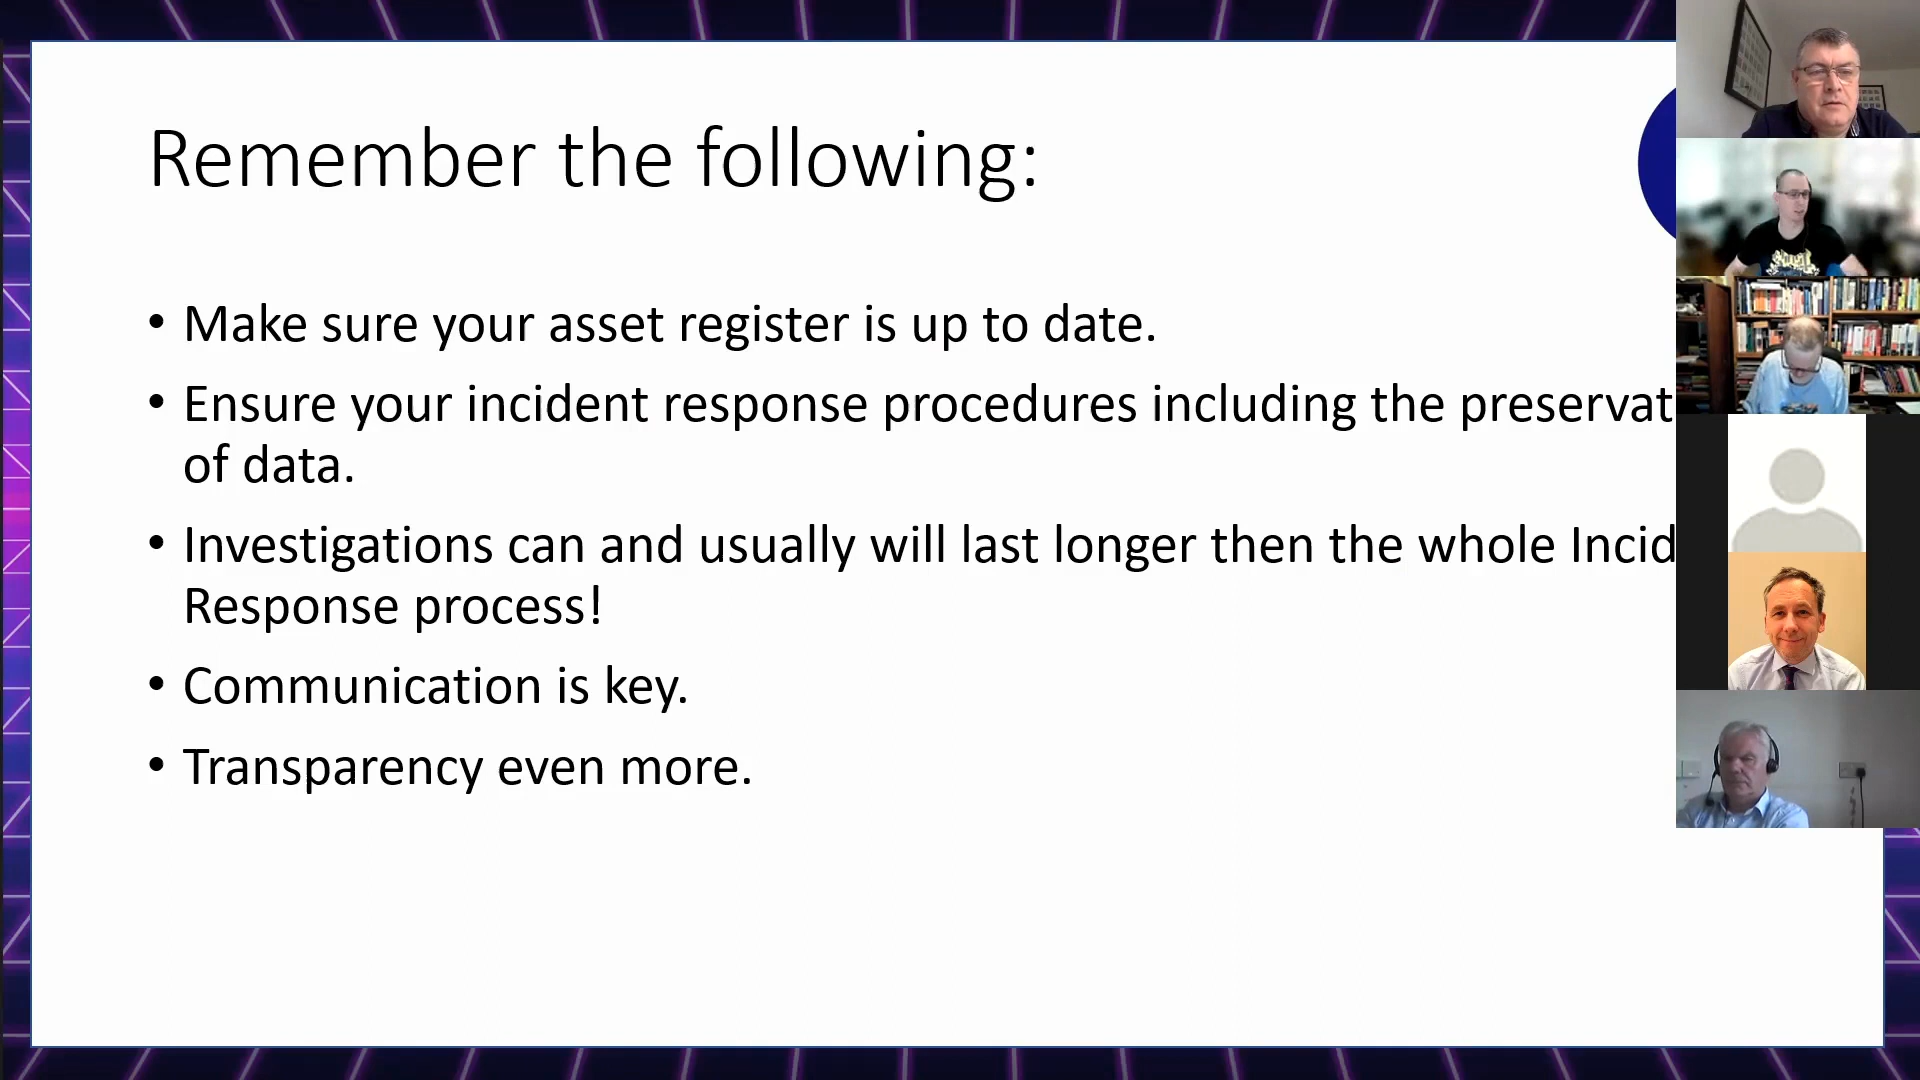 Remember the following:
• Make sure your asset register is up to date.
• Ensure your incident response procedures including the preservat
of data.
• Investigations can and usually will last longer then the whole Incid
Response process!
• Communication is key.
• Transparency even more.